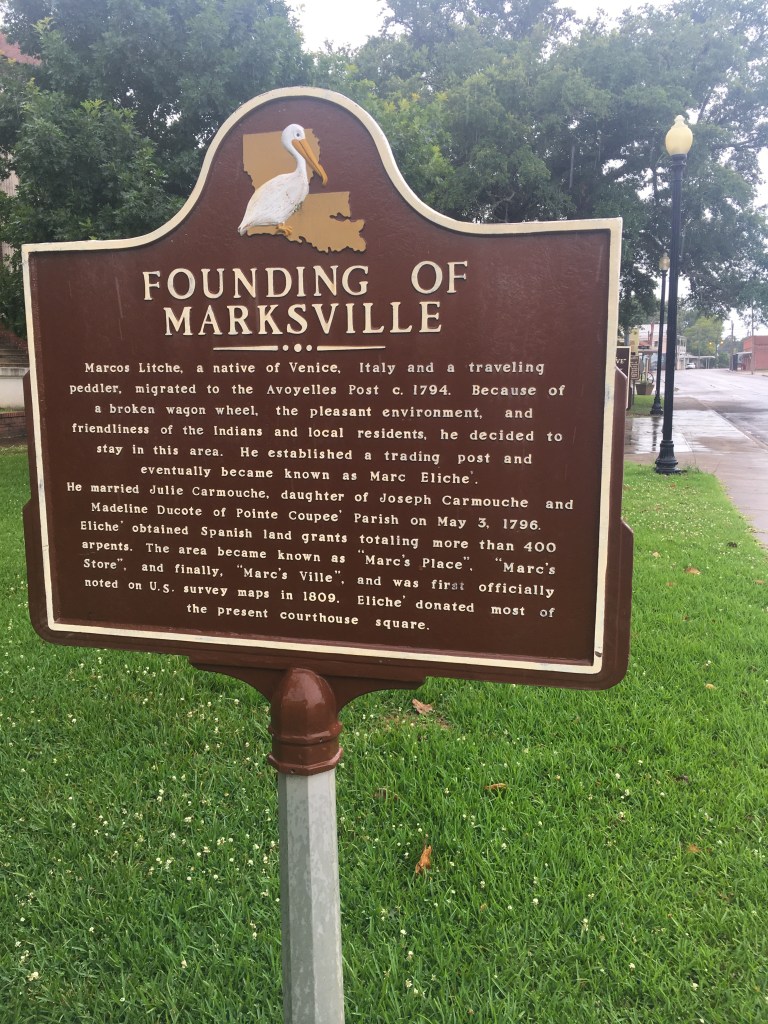 FOUNDING OF
MARKSVILLE
Marcos Litche, a native of Venice, Italy and a traveling
peddler, migrated to the Avoyelles Post c. 1794. Because of
a broken wagon wheel, the pleasant environment, and
friendliness of the Indians and local residents, he decided to
stay in this area. He established a trading post and
eventually became known as Marc Eliche'.
He married Julie Carmouche, daughter of Joseph Carmouche and
Madeline Ducote of Pointe Coupee' Parish on May 3, 1796.
Eliche' obtained Spanish land grants totaling more than 400
arpents. The area became known as "Marc's Place", "Marc's
Store", and finally, "Marc's Ville", and was first officially
noted on U.S. survey maps in 1809. Eliche' donated most of
the present courthouse square.